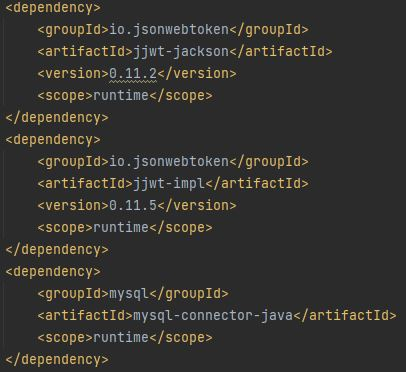 <dependency>
    <groupId>io.jsonwebtoken</groupId>
    <artifactId>jjwt-jackson</artifactId>
    <version>0.11.2</version>
    <scope>runtime</scope>
</dependency>
<dependency>
    <groupId>io.jsonwebtoken</groupId>
    <artifactId>jjwt-impl</artifactId>
    <version>0.11.5</version>
    <scope>runtime</scope>
</dependency>
<dependency>
    <groupId>mysql</groupId>
    <artifactId>mysql-connector-java</artifactId>
    <scope>runtime</scope>
</dependency>